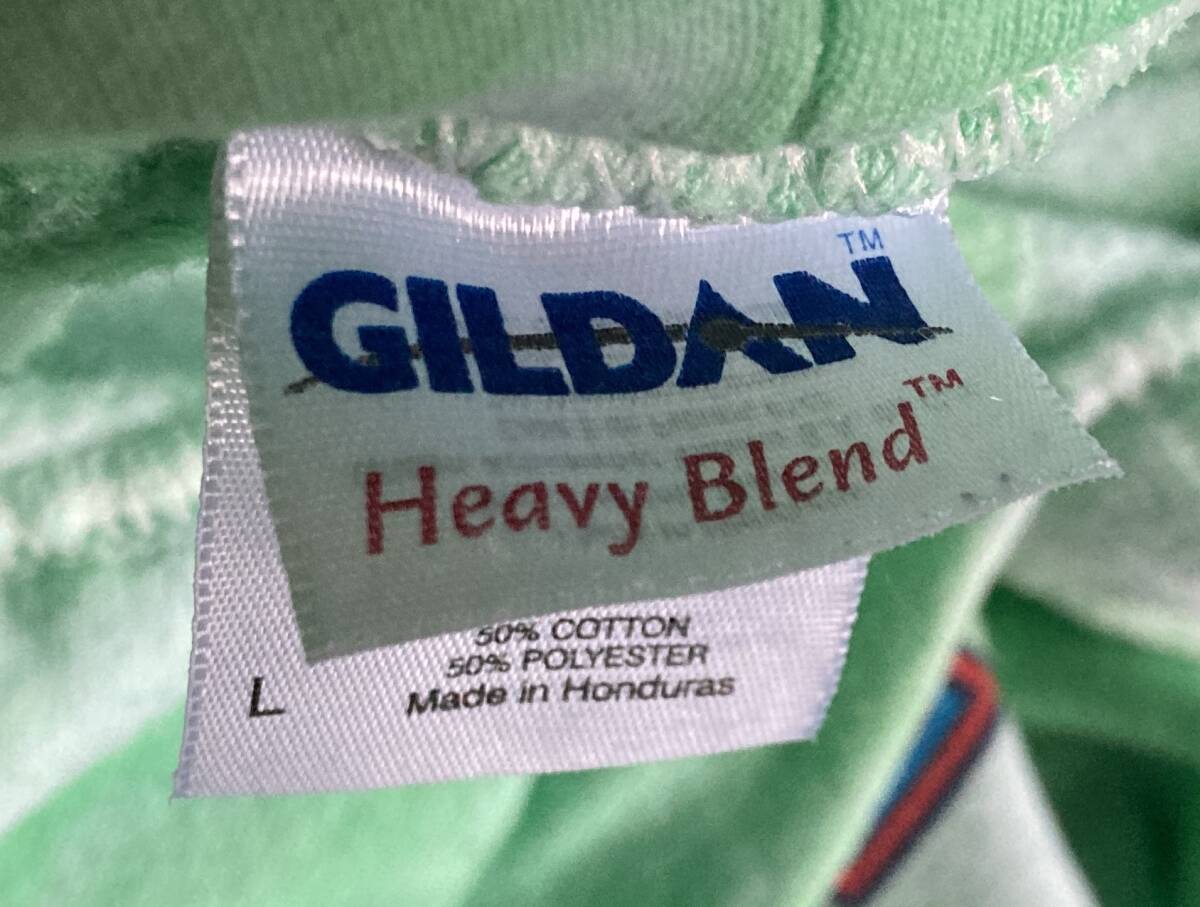 GILDAN™
Heavy Blend™
50% COTTON
50% POLYESTER
L Made in Honduras